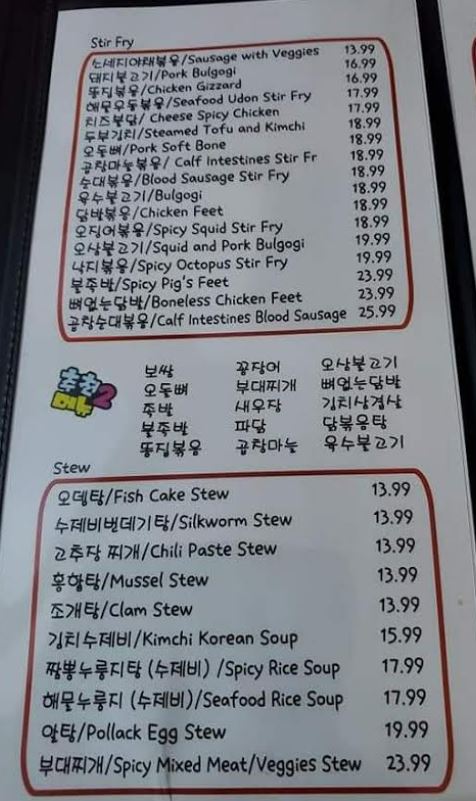 Stir Fry
소세지야채볶음/Sausage with Veggies 13.99
돼지불고기/Pork Bulgogi 16.99
똥집볶음/Chicken Gizzard 16.99
해물우동볶음/Seafood Udon Stir Fry 17.99
치즈불닭/ Cheese Spicy Chicken 17.99
두부김치/Steamed Tofu and Kimchi 18.99
오돌뼈/Pork Soft Bone 18.99
곱창마늘볶음/ Calf Intestines Stir Fr 18.99
순대볶음/Blood Sausage Stir Fry 18.99
육수불고기/Bulgogi 18.99
닭발볶음/Chicken Feet 18.99
오징어볶음/Spicy Squid Stir Fry 18.99
오삼불고기/Squid and Pork Bulgogi 19.99
낙지볶음/Spicy Octopus Stir Fry 19.99
불족발/Spicy Pig's Feet 23.99
뼈없는닭발/Boneless Chicken Feet 23.99
곱창순대볶음/Calf Intestines Blood Sausage 25.99
추천
메뉴2
보쌈 꼼장어 오삼불고기
오돌뼈 부대찌개 뼈없는닭발
족발 새우장 김치삼겹살
불족발 파닭 닭볶음탕
똥집볶음 곱창마늘 육수불고기
Stew
오뎅탕/Fish Cake Stew 13.99
수제비번데기탕/Silkworm Stew 13.99
고추장 찌개/Chili Paste Stew 13.99
홍합탕/Mussel Stew 13.99
조개탕/Clam Stew 13.99
김치수제비/Kimchi Korean Soup 15.99
짬뽕누룽지탕 (수제비) /Spicy Rice Soup 17.99
해물누룽지 (수제비)/Seafood Rice Soup 17.99
알탕/Pollack Egg Stew 19.99
부대찌개/Spicy Mixed Meat/Veggies Stew 23.99